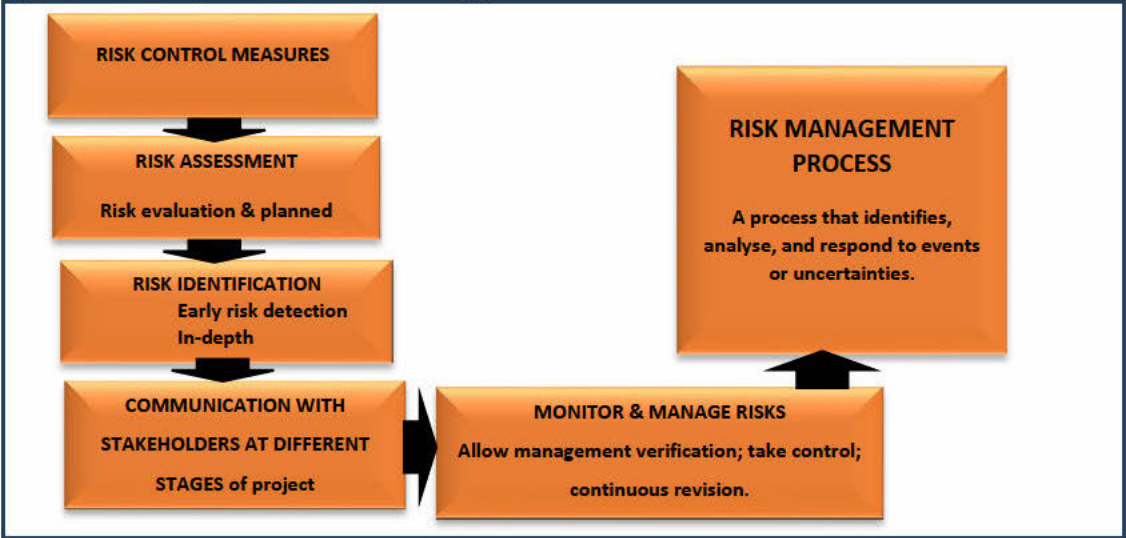 RISK CONTROL MEASURES
RISK ASSESSMENT
Risk evaluation & planned
RISK IDENTIFICATION
Early risk detection
In-depth
COMMUNICATION WITH
STAKEHOLDERS AT DIFFERENT
STAGES of project
MONITOR & MANAGE RISKS
Allow management verification; take control;
continuous revision.
RISK MANAGEMENT
PROCESS
A process that identifies,
analyse, and respond to events
or uncertainties.